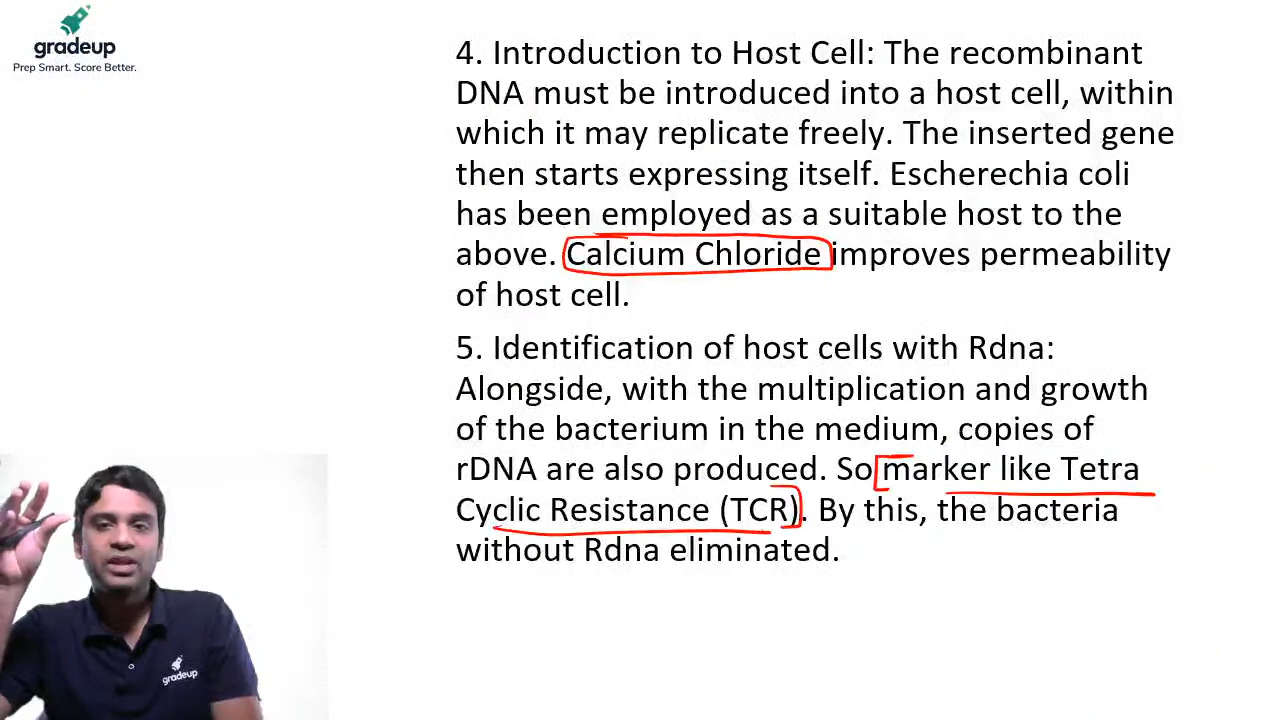 gradeup
Prep Smart. Score Better.
4. Introduction to Host Cell: The recombinant
DNA must be introduced into a host cell, within
which it may replicate freely. The inserted gene
then starts expressing itself. Escherechia coli
has been employed as a suitable host to the
above. Calcium Chloride improves permeability
of host cell.
5. Identification of host cells with Rdna:
Alongside, with the multiplication and growth
of the bacterium in the medium, copies of
rDNA are also produced. So marker like Tetra
Cyclic Resistance (TCR). By this, the bacteria
without Rdna eliminated.
gradeup